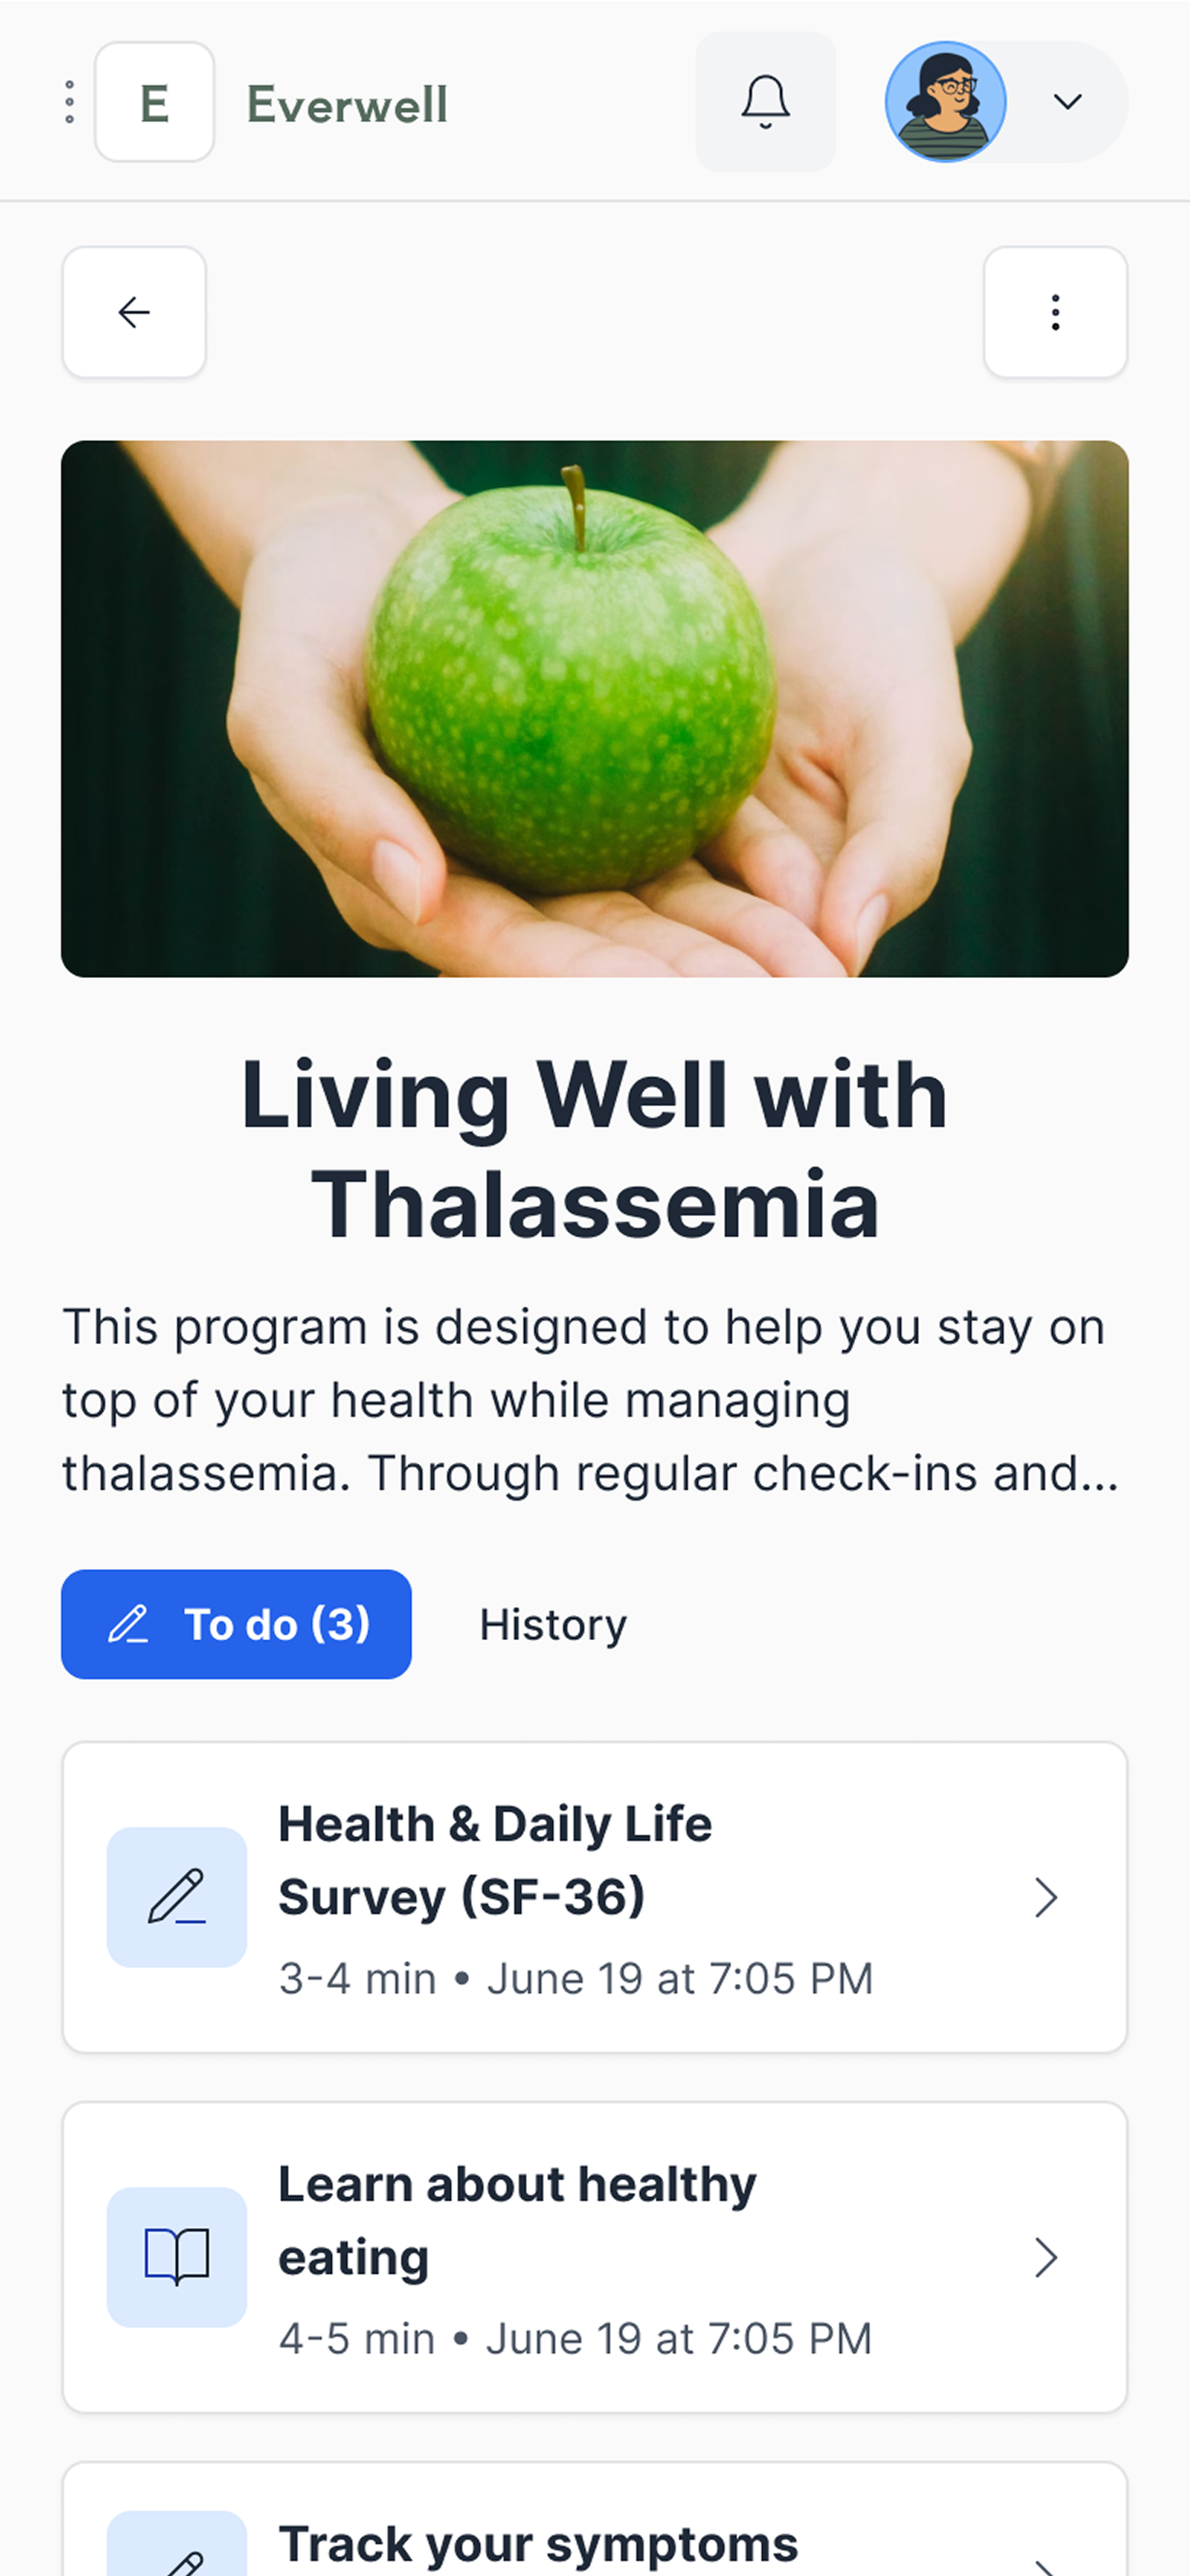 E Everwell
Living Well with
Thalassemia
This program is designed to help you stay on
top of your health while managing
thalassemia. Through regular check-ins and...
To do (3) History
Health & Daily Life
Survey (SF-36)
3-4 min • June 19 at 7:05 PM
Learn about healthy
eating
4-5 min • June 19 at 7:05 PM
Track your symptoms